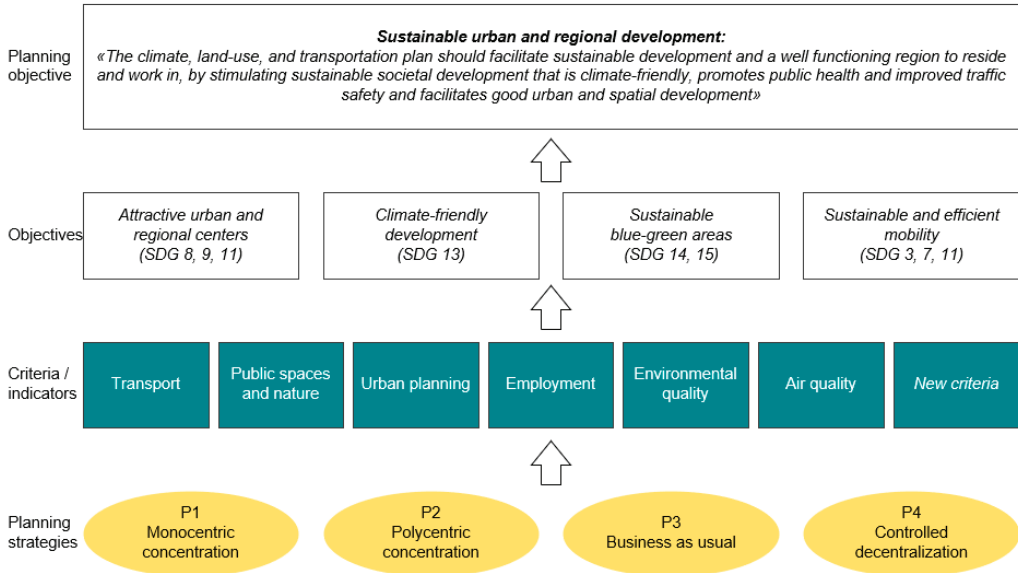 Planning
objective
Sustainable urban and regional development:
«The climate, land-use, and transportation plan should facilitate sustainable development and a well functioning region to reside
and work in, by stimulating sustainable societal development that is climate-friendly, promotes public health and improved traffic
safety and facilitates good urban and spatial development»
Objectives
Attractive urban and
regional centers
(SDG 8, 9, 11)
Climate-friendly
development
(SDG 13)
Sustainable
blue-green areas
(SDG 14, 15)
Sustainable and efficient
mobility
(SDG 3, 7, 11)
Criteria /
indicators
Transport
Public spaces
and nature
Urban planning
Employment
Environmental
quality
Air quality
New criteria
Planning
strategies
P1
Monocentric
concentration
P2
Polycentric
concentration
P3
Business as usual
P4
Controlled
decentralization